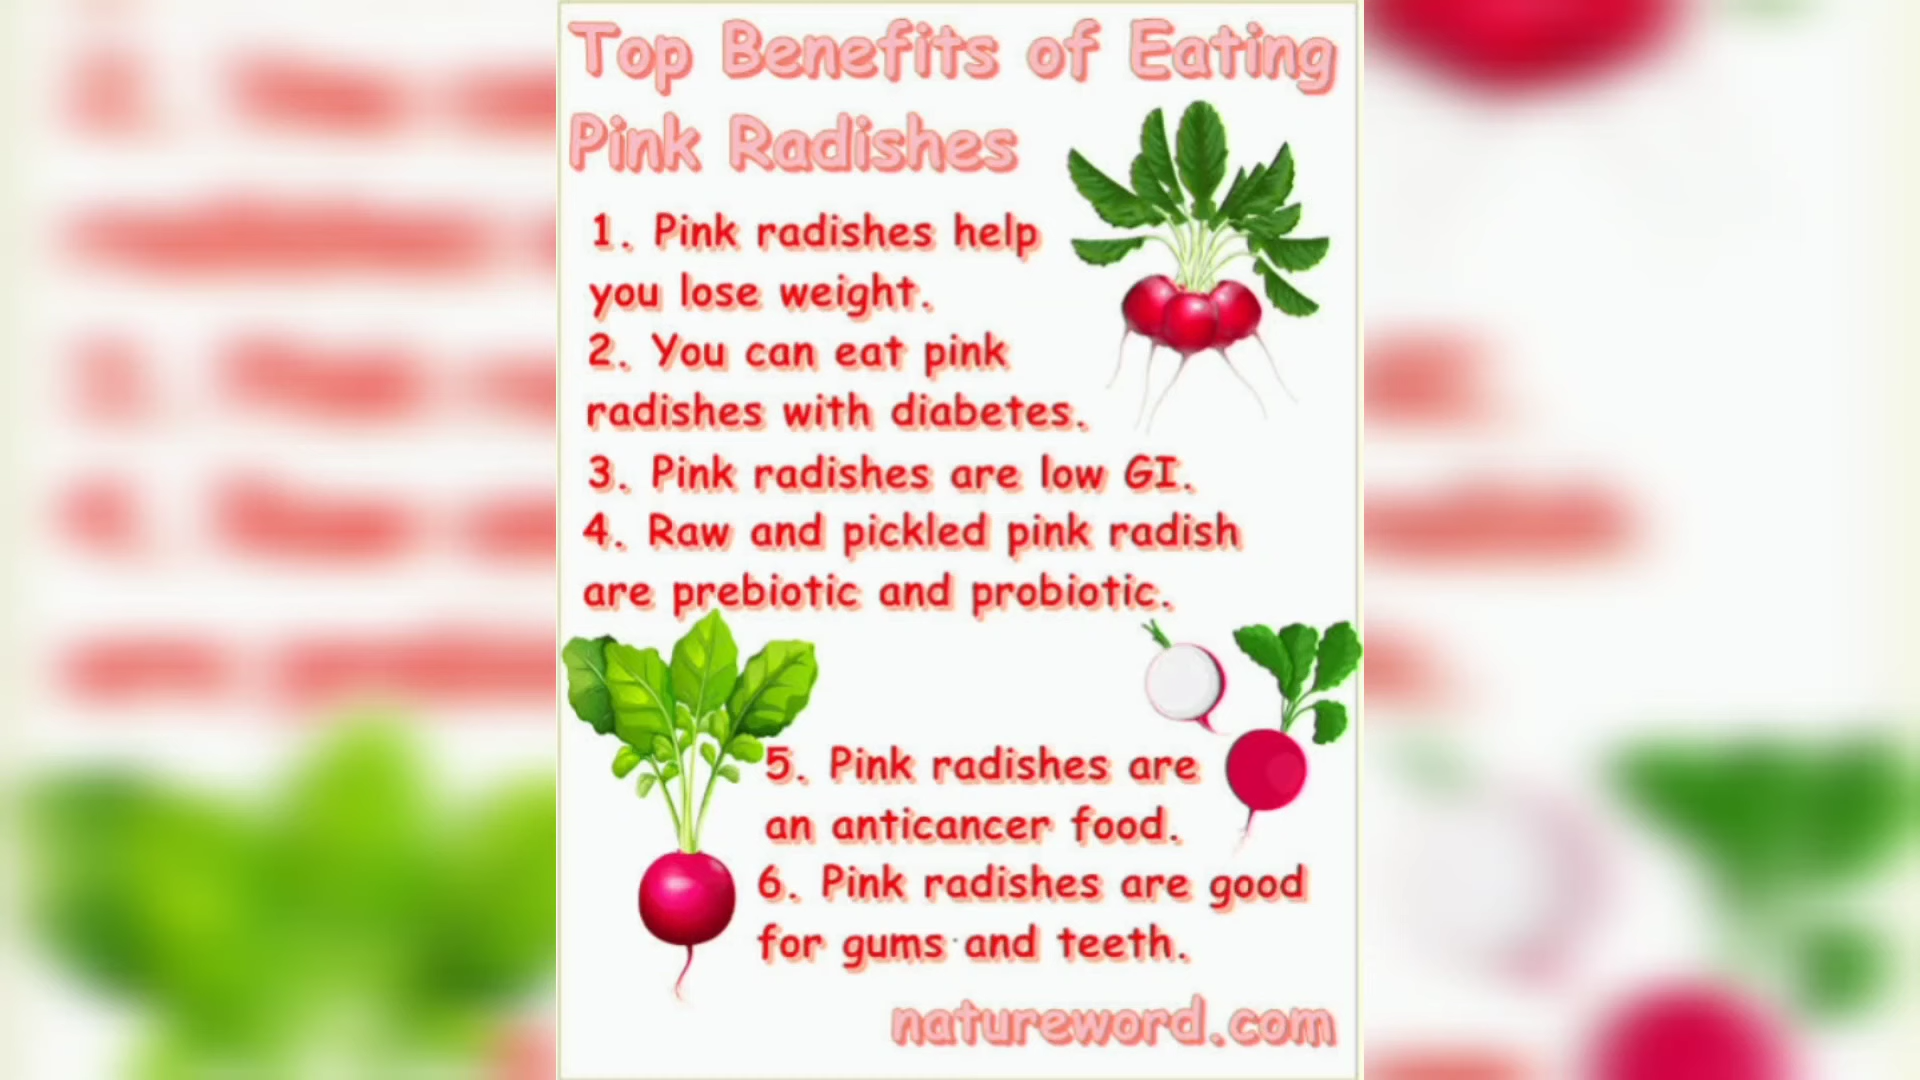 Top Benefits of Eating
Pink Radishes
1. Pink radishes help
you lose weight.
2. You can eat pink
radishes with diabetes.
3. Pink radishes are low GI.
4. Raw and pickled pink radish
are prebiotic and probiotic.
5. Pink radishes are
an anticancer food.
6. Pink radishes are good
for gums and teeth.
natureword.com